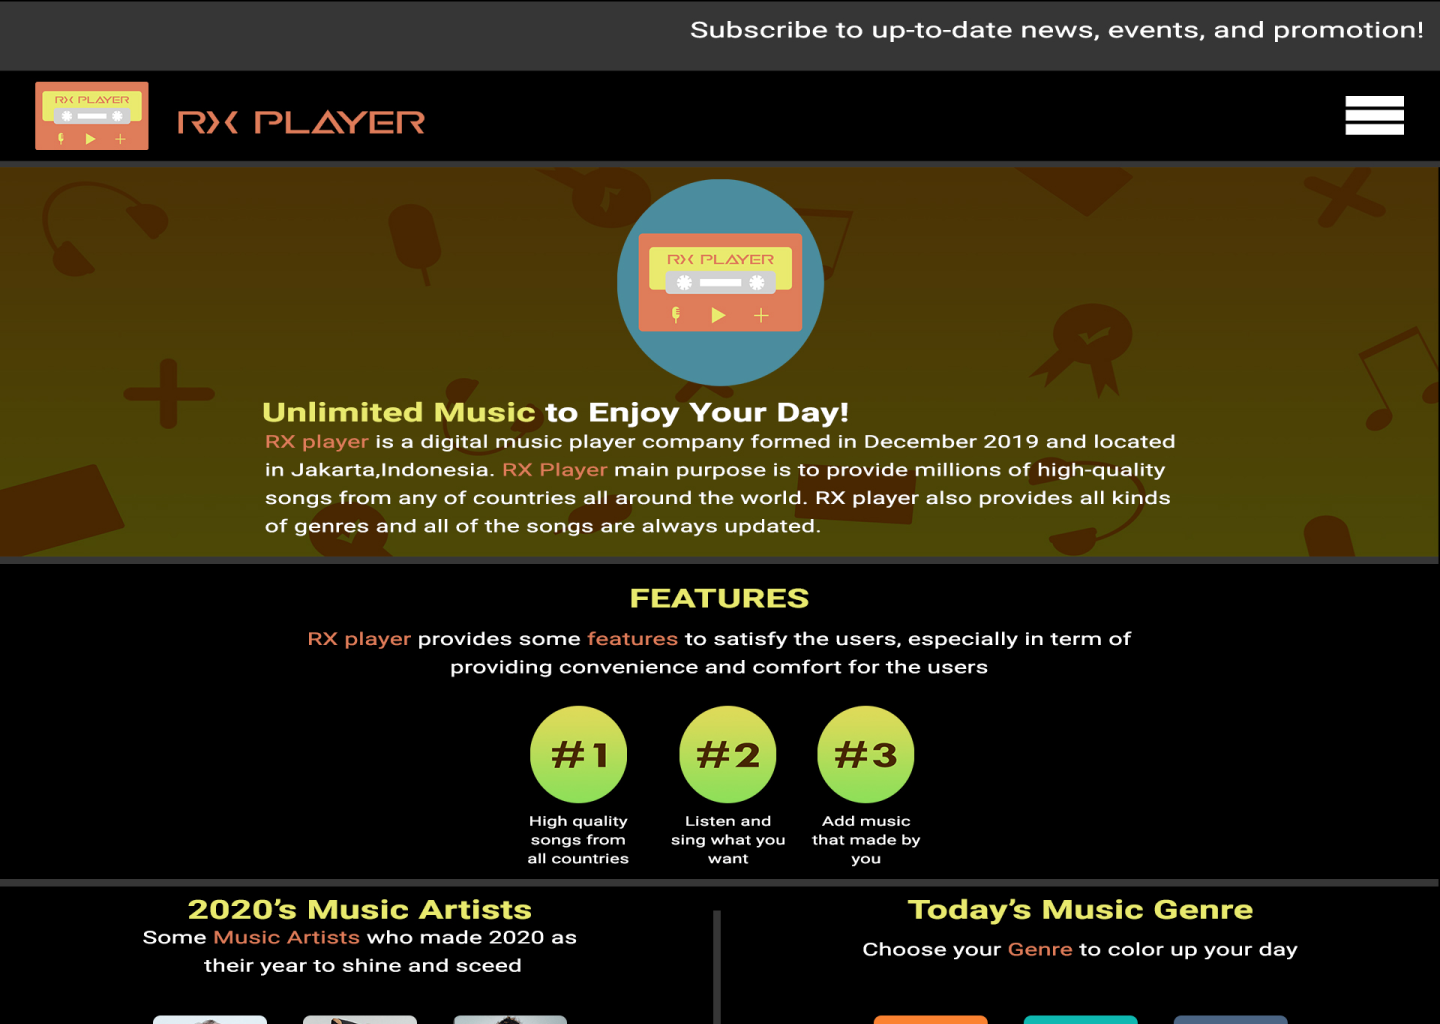 Subscribe to up-to-date news, events, and promotion!
RX PLAYER
RX PLAYER
RX PLAYER
Unlimited Music to Enjoy Your Day!
RX player is a digital music player company formed in December 2019 and located
in Jakarta,Indonesia. RX Player main purpose is to provide millions of high-quality
songs from any of countries all around the world. RX player also provides all kinds
of genres and all of the songs are always updated.
FEATURES
RX player provides some features to satisfy the users, especially in term of
providing convenience and comfort for the users
#1
High quality
songs from
all countries
#2
Listen and
sing what you
want
#3
Add music
that made by
you
2020's Music Artists
Some Music Artists who made 2020 as
their year to shine and sceed
Today's Music Genre
Choose your Genre to color up your day